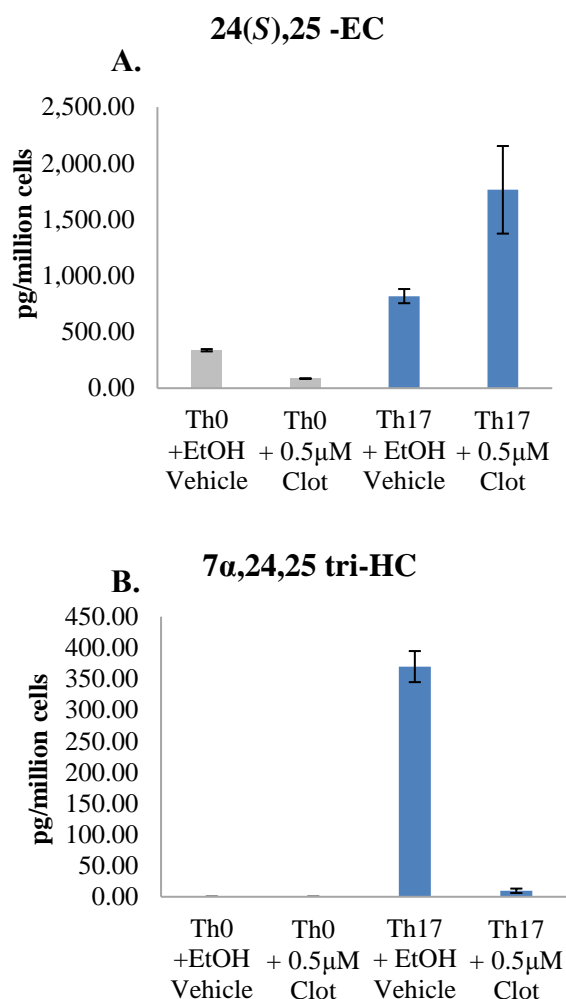 24(S),25 -EC
A.
pg/million cells
2,500.00
2,000.00
1,500.00
1,000.00
500.00
0.00
Th0 +EtOH Vehicle
Th0 + 0.5μM Clot
Th17 + EtOH Vehicle
Th17 + 0.5μM Clot
7α,24,25 tri-HC
B.
pg/million cells
450.00
400.00
350.00
300.00
250.00
200.00
150.00
100.00
50.00
0.00
Th0 +EtOH Vehicle
Th0 + 0.5μM Clot
Th17 + EtOH Vehicle
Th17 + 0.5μM Clot